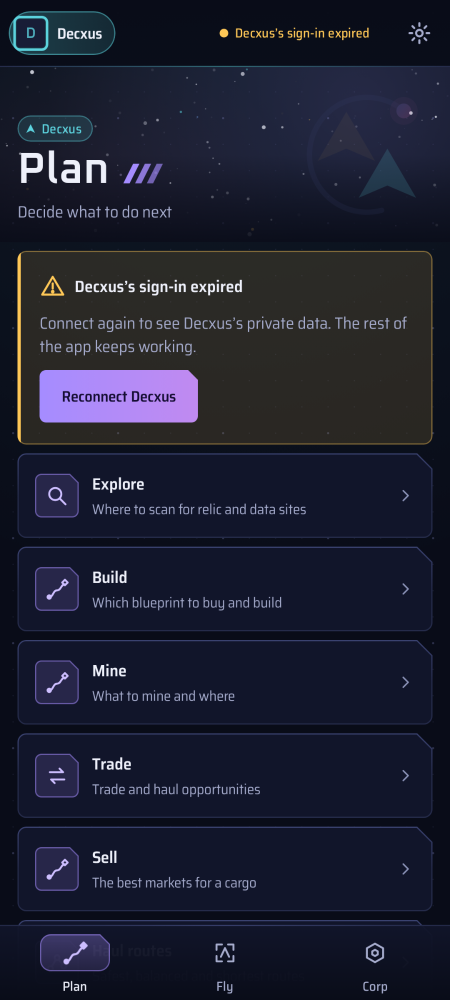 D Decxus
Decxus's sign-in expired
Decxus
Plan
Decide what to do next
Decxus's sign-in expired
Connect again to see Decxus's private data. The rest of
the app keeps working.
Reconnect Decxus
Explore
Where to scan for relic and data sites
Build
Which blueprint to buy and build
Mine
What to mine and where
Trade
Trade and haul opportunities
Sell
The best markets for a cargo
Haul routes
Plan
Fly
Corp